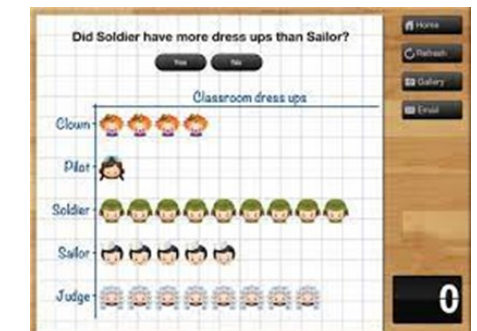 Did Soldier have more dress ups than Sailor?
Yes No
Classroom dress ups
Clown
Pilot
Soldier
Sailor
Judge
Home
Refresh
Gallery
Email
0